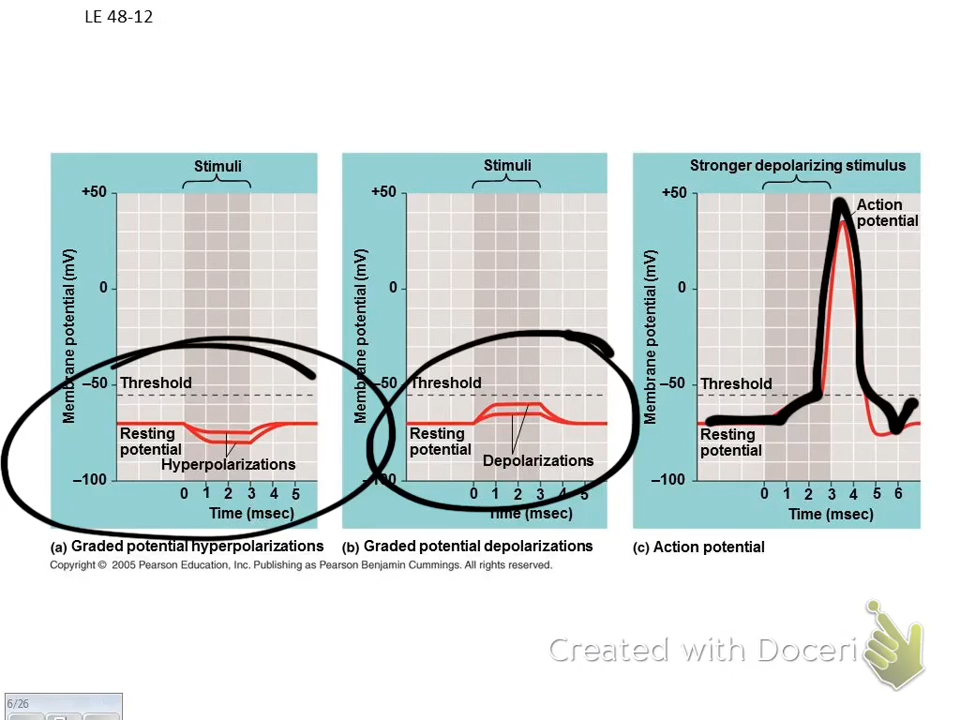 LE 48-12
Stimuli
+50
0
−50
−100
Membrane potential (mV)
Threshold
Resting
potential
Hyperpolarizations
0 1 2 3 4 5
Time (msec)
(a) Graded potential hyperpolarizations
Stimuli
+50
0
−50
−100
Membrane potential (mV)
Threshold
Resting
potential
Depolarizations
0 1 2 3 4 5
Time (msec)
(b) Graded potential depolarizations
Stronger depolarizing stimulus
+50
0
−50
−100
Membrane potential (mV)
Action
potential
Threshold
Resting
potential
0 1 2 3 4 5 6
Time (msec)
(c) Action potential
Copyright © 2005 Pearson Education, Inc. Publishing as Pearson Benjamin Cummings. All rights reserved.
Created with Doceri
6/26